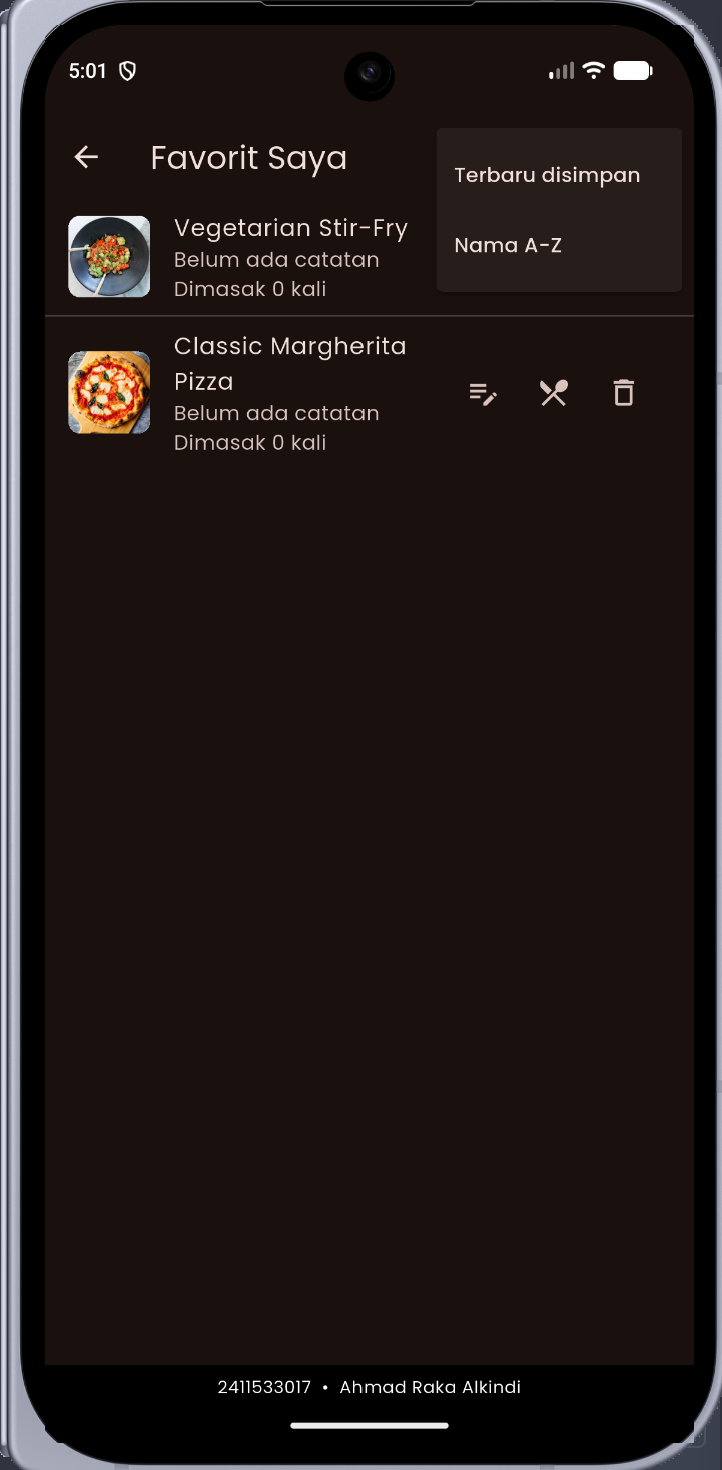 5:01
Favorit Saya
Terbaru disimpan
Nama A-Z
Vegetarian Stir-Fry
Belum ada catatan
Dimasak 0 kali
Classic Margherita
Pizza
Belum ada catatan
Dimasak 0 kali
2411533017 • Ahmad Raka Alkindi